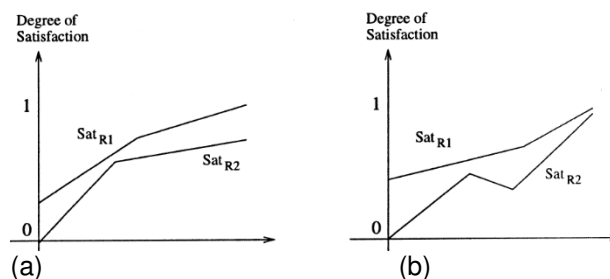 Degree of
Satisfaction
1
Sat R1
Sat R2
0
(a)
Degree of
Satisfaction
1
Sat R1
Sat R2
0
(b)